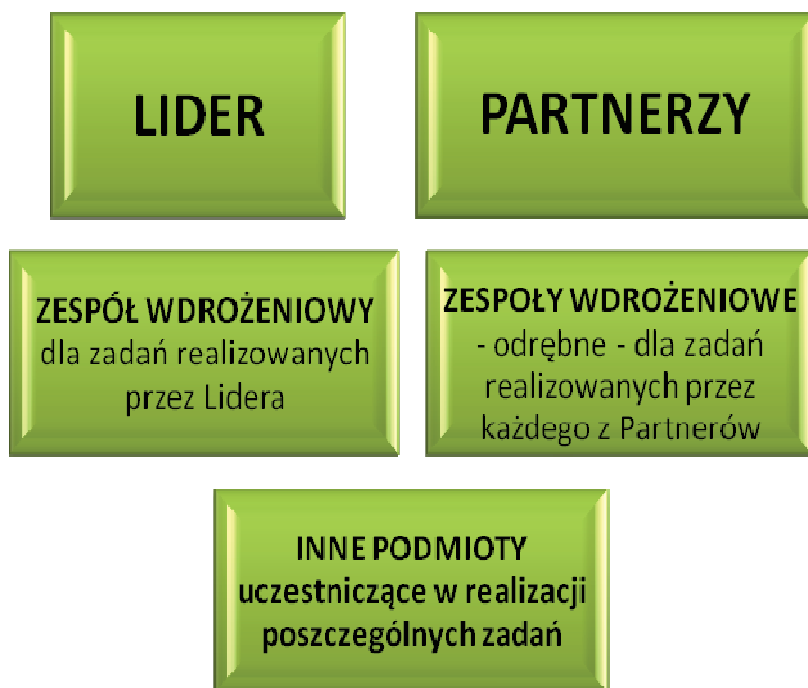 LIDER
PARTNERZY
ZESPÓŁ WDROŻENIOWY
dla zadań realizowanych
przez Lidera
ZESPOŁY WDROŻENIOWE
- odrębne - dla zadań
realizowanych przez
każdego z Partnerów
INNE PODMIOTY
uczestniczące w realizacji
poszczególnych zadań